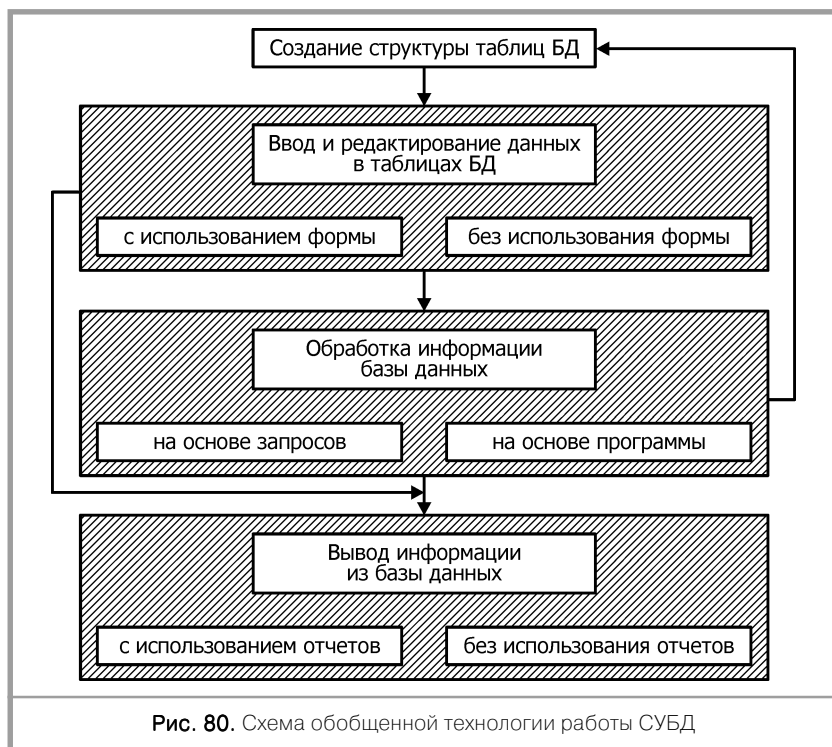 Создание структуры таблиц БД
Ввод и редактирование данных
в таблицах БД
с использованием формы
без использования формы
Обработка информации
базы данных
на основе запросов
на основе программы
Вывод информации
из базы данных
с использованием отчетов
без использования отчетов
Рис. 80. Схема обобщенной технологии работы СУБД